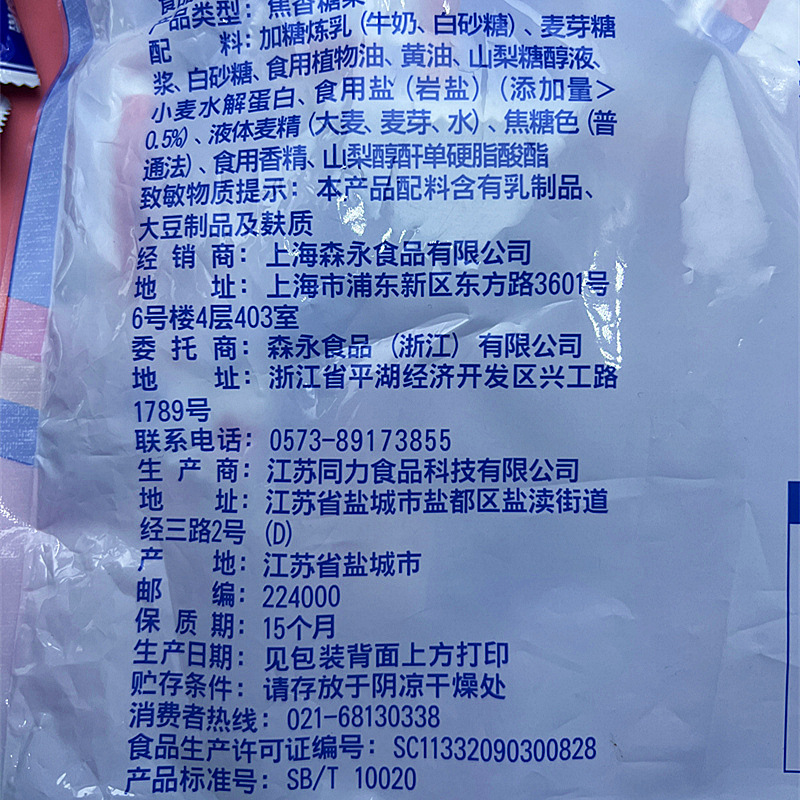 产品类型：焦香糖果
配 料：加糖炼乳（牛奶、白砂糖）、麦芽糖
浆、白砂糖、食用植物油、黄油、山梨糖醇液、
小麦水解蛋白、食用盐（岩盐）（添加量＞
0.5%）、液体麦精（大麦、麦芽、水）、焦糖色（普
通法）、食用香精、山梨醇酐单硬脂酸酯
致敏物质提示：本产品配料含有乳制品、
大豆制品及麸质
经 销 商：上海森永食品有限公司
地 址：上海市浦东新区东方路3601号
6号楼4层403室
委 托 商：森永食品（浙江）有限公司
地 址：浙江省平湖经济开发区兴工路
1789号
联系电话：0573-89173855
生 产 商：江苏同力食品科技有限公司
地 址：江苏省盐城市盐都区盐渎街道
经三路2号（D）
产 地：江苏省盐城市
邮 编：224000
保 质 期：15个月
生产日期：见包装背面上方打印
贮存条件：请存放于阴凉干燥处
消费者热线：021-68130338
食品生产许可证编号：SC11332090300828
产品标准号：SB/T 10020